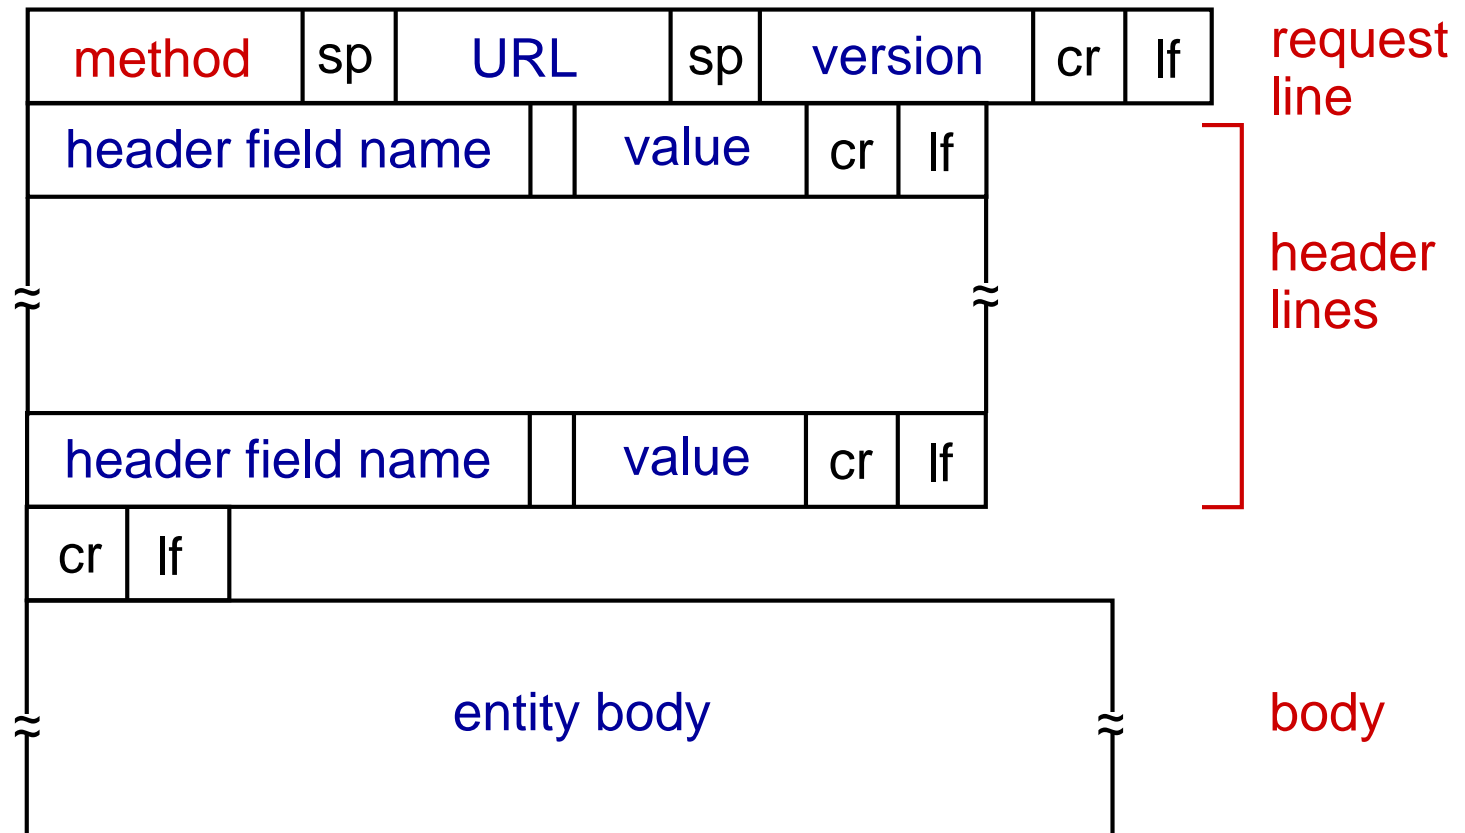 method sp URL sp version cr lf request
line
header field name value cr lf
header
lines
header field name value cr lf
cr lf
entity body body